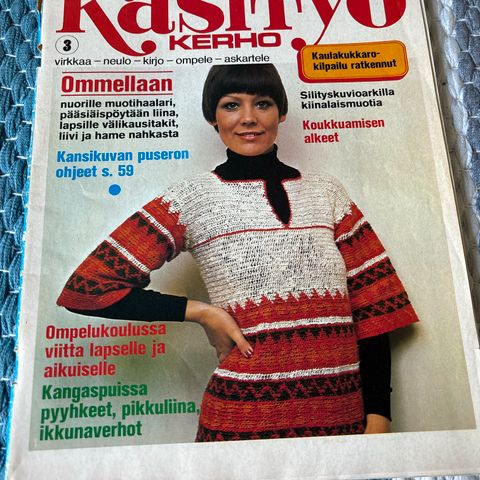 Käsityö
KERHO
3
virkkaa – neulo – kirjo – ompele – askartele
Kaulakukkaro-
kilpailu ratkennut
Ommellaan
nuorille muotihaalari,
pääsiäispöytään liina,
lapsille välikausitakit,
liivi ja hame nahkasta
Silityskuvioarkilla
kiinalaismuotia
Koukkuamisen
alkeet
Kansikuvan puseron
ohjeet s. 59
Ompelukoulussa
viitta lapselle ja
aikuiselle
Kangaspuissa
pyyhkeet, pikkuliina,
ikkunaverhot